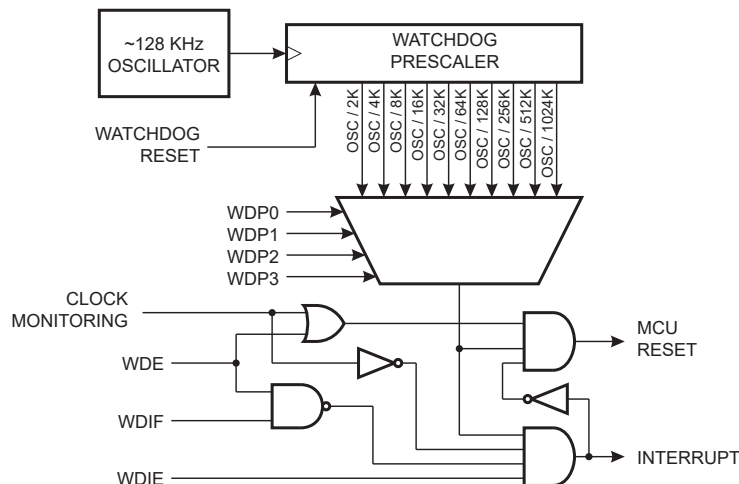 ~128 KHz
OSCILLATOR
WATCHDOG
PRESCALER
WATCHDOG
RESET
OSC / 2K
OSC / 4K
OSC / 8K
OSC / 16K
OSC / 32K
OSC / 64K
OSC / 128K
OSC / 256K
OSC / 512K
OSC / 1024K
WDP0
WDP1
WDP2
WDP3
CLOCK
MONITORING
MCU
RESET
WDE
WDIF
INTERRUPT
WDIE